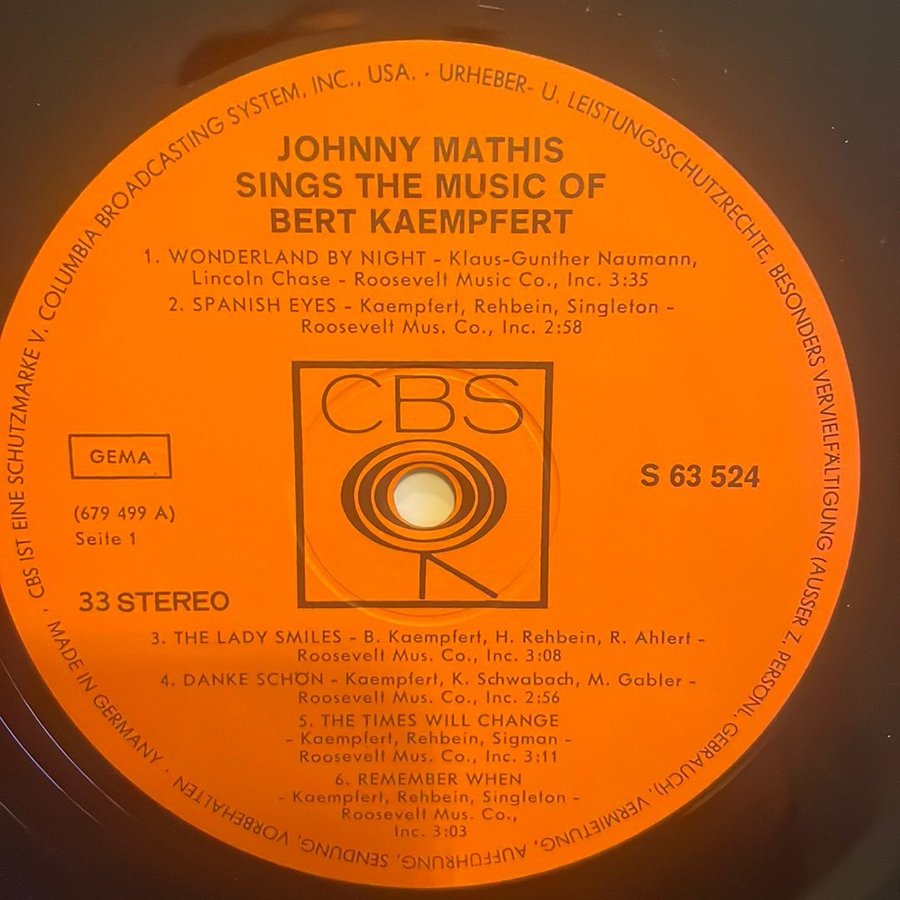 · CBS IST EINE SCHUTZMARKE V. COLUMBIA BROADCASTING SYSTEM, INC., USA. · URHEBER- U. LEISTUNGSSCHUTZRECHTE, BESONDERS VERVIELFÄLTIGUNG (AUSSER Z. PERSÖNL. GEBRAUCH), VERMIETUNG, AUFFÜHRUNG, SENDUNG, VORBEHALTEN · MADE IN GERMANY
JOHNNY MATHIS
SINGS THE MUSIC OF
BERT KAEMPFERT
1. WONDERLAND BY NIGHT – Klaus-Gunther Naumann,
Lincoln Chase – Roosevelt Music Co., Inc. 3:35
2. SPANISH EYES – Kaempfert, Rehbein, Singleton –
Roosevelt Mus. Co., Inc. 2:58
CBS
GEMA
S 63 524
(679 499 A)
Seite 1
33 STEREO
3. THE LADY SMILES – B. Kaempfert, H. Rehbein, R. Ahlert –
Roosevelt Mus. Co., Inc. 3:08
4. DANKE SCHÖN – Kaempfert, K. Schwabach, M. Gabler –
Roosevelt Mus. Co., Inc. 2:56
5. THE TIMES WILL CHANGE
– Kaempfert, Rehbein, Sigman –
Roosevelt Mus. Co., Inc. 3:11
6. REMEMBER WHEN
– Kaempfert, Rehbein, Singleton –
Roosevelt Mus. Co.,
Inc. 3:03